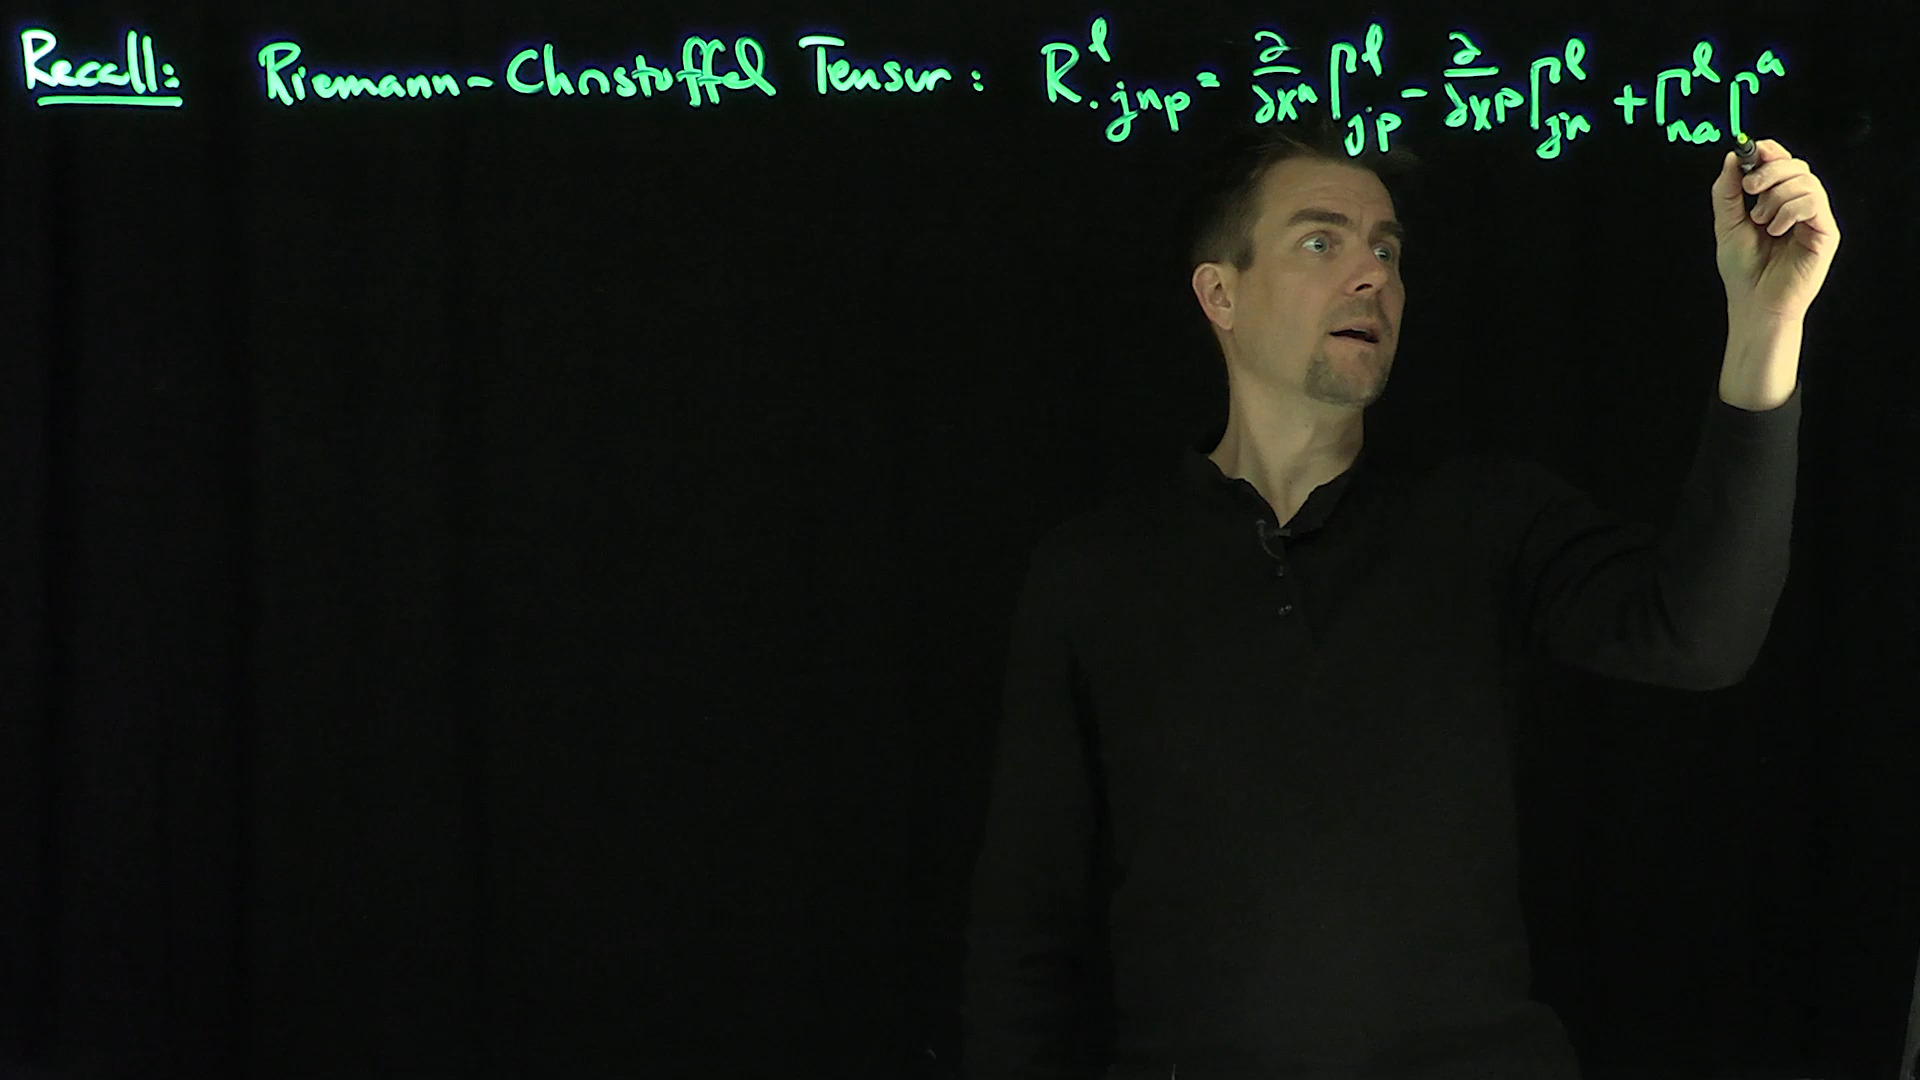 Recall: Riemann-Christoffel Tensor: R^l_{.jnp} = ∂/∂x^n Γ^l_{jp} - ∂/∂x^p Γ^l_{jn} + Γ^l_{na} Γ^a